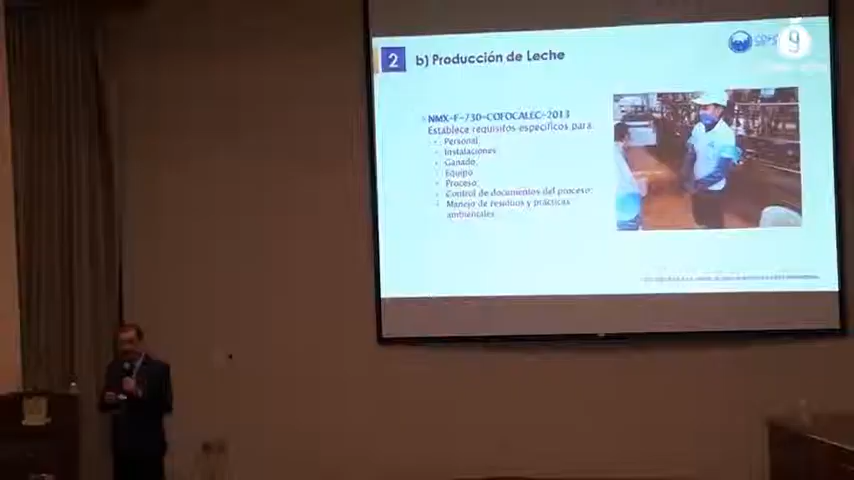 2
b) Producción de Leche
9
NMX-F-730-COFOCALEC-2013
Establece requisitos específicos para:
Personal,
Instalaciones
Ganado,
Equipo
Proceso,
Control de documentos del proceso;
Manejo de residuos y prácticas
ambientales